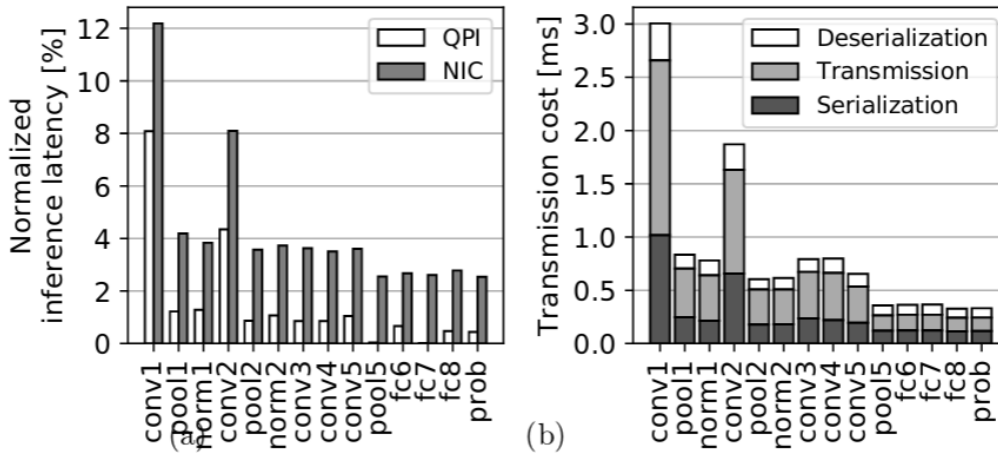 Normalized
inference latency [%]
12
10
8
6
4
2
0
QPI
NIC
conv1
pool1
norm1
conv2
pool2
norm2
conv3
conv4
conv5
pool5
fc6
fc7
fc8
prob
(a)
Transmission cost [ms]
3.0
2.5
2.0
1.5
1.0
0.5
0.0
Deserialization
Transmission
Serialization
conv1
pool1
norm1
conv2
pool2
norm2
conv3
conv4
conv5
pool5
fc6
fc7
fc8
prob
(b)